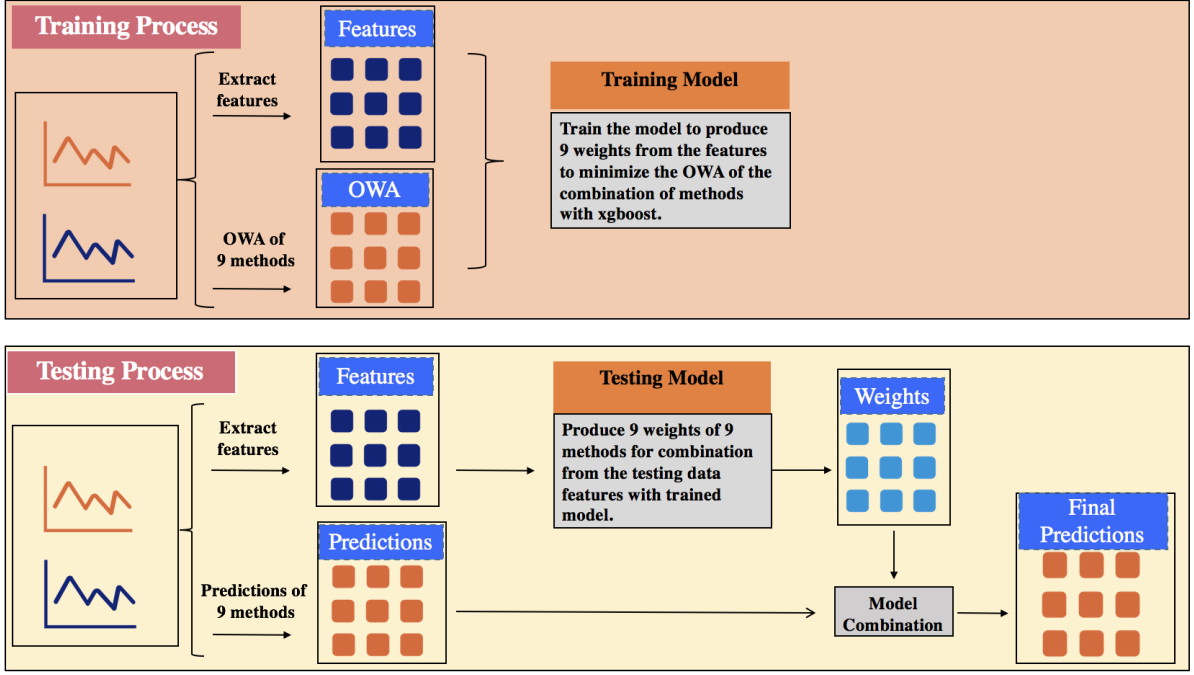 Training Process
Features
Extract
features
OWA
OWA of
9 methods
Training Model
Train the model to produce
9 weights from the features
to minimize the OWA of the
combination of methods
with xgboost.
Testing Process
Features
Extract
features
Predictions
Predictions of
9 methods
Testing Model
Produce 9 weights of 9
methods for combination
from the testing data
features with trained
model.
Weights
Model
Combination
Final
Predictions